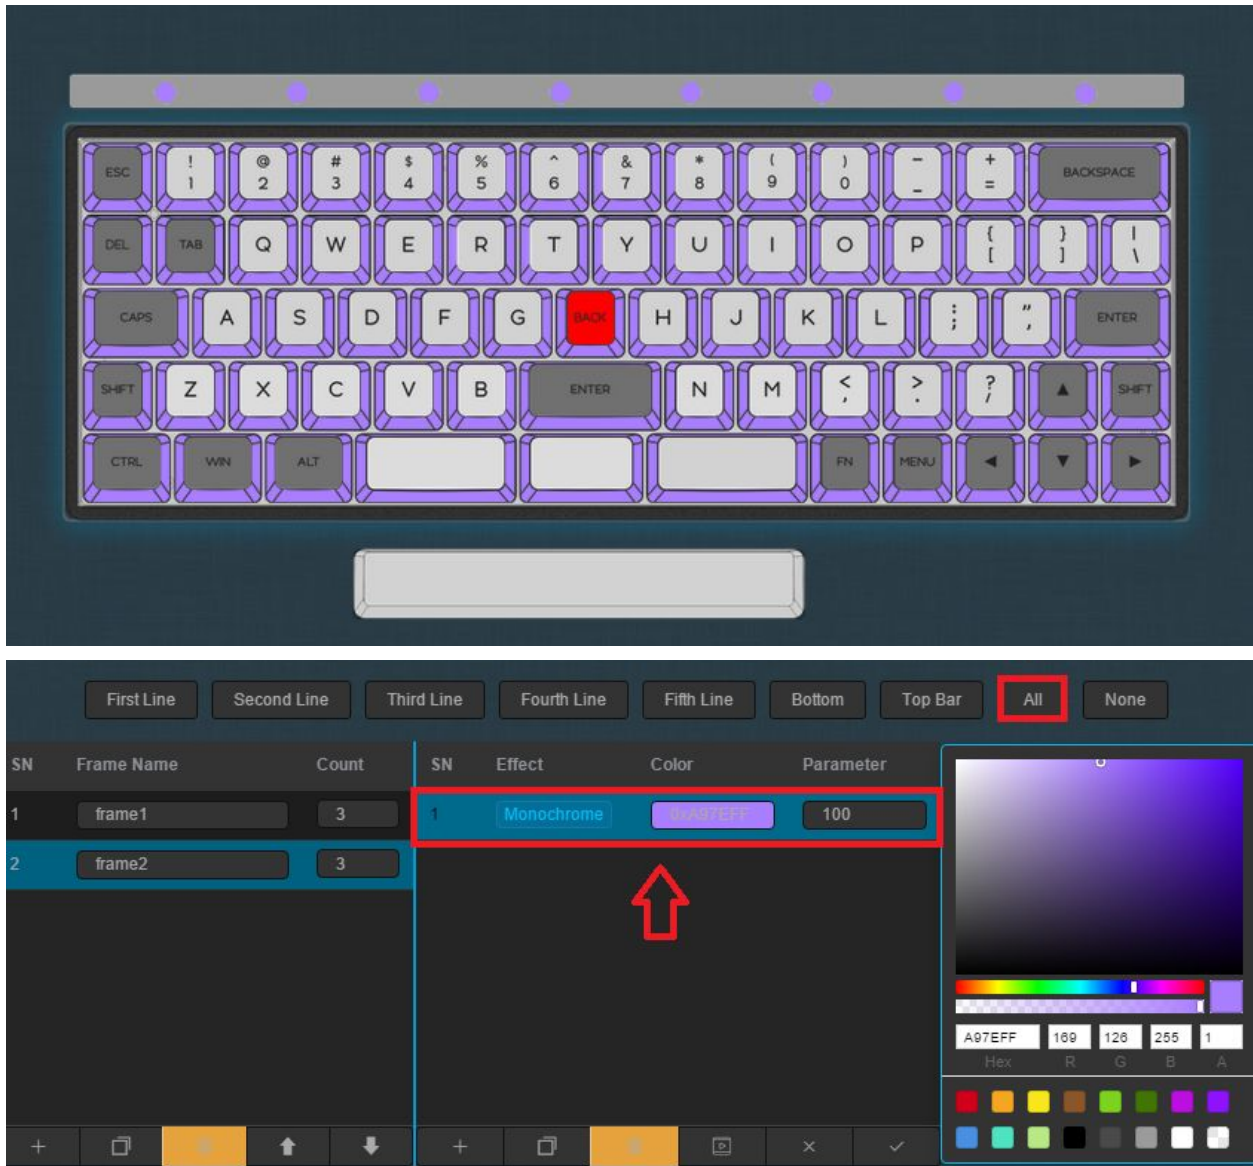 ESC ! @ # $ % ^ & * ( ) - + BACKSPACE
1 2 3 4 5 6 7 8 9 0 _ =
DEL TAB Q W E R T Y U I O P { } |
[ ] \
CAPS A S D F G BACK H J K L : " ENTER
; ,
SHIFT Z X C V B ENTER N M < > ? ▲ SHIFT
, . /
CTRL WIN ALT FN MENU ◄ ▼ ►
First Line Second Line Third Line Fourth Line Fifth Line Bottom Top Bar All None
SN Frame Name Count SN Effect Color Parameter
1 frame1 3 1 Monochrome 0xA97EFF 100
2 frame2 3
A97EFF 169 126 255 1
Hex R G B A